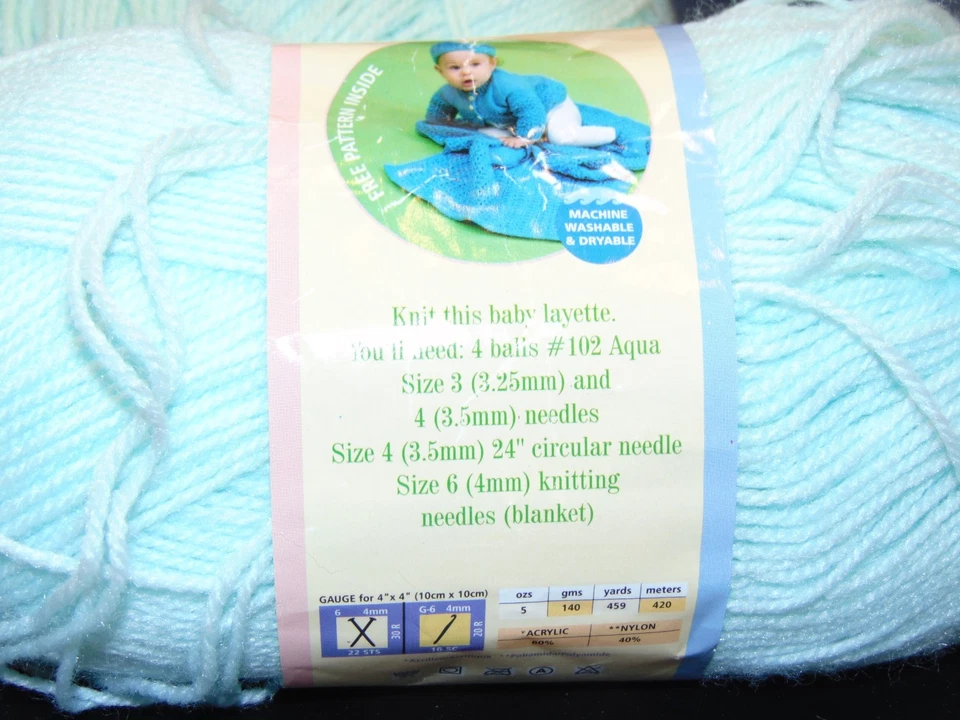 FREE PATTERN INSIDE
MACHINE
WASHABLE
& DRYABLE
Knit this baby layette.
You'll need: 4 balls #102 Aqua
Size 3 (3.25mm) and
4 (3.5mm) needles
Size 4 (3.5mm) 24" circular needle
Size 6 (4mm) knitting
needles (blanket)
GAUGE for 4"x 4" (10cm x 10cm)
6 4mm
30 R
22 STS
G-6 4mm
20 R
16 SC
ozs gms yards meters
5 140 459 420
*ACRYLIC **NYLON
60% 40%